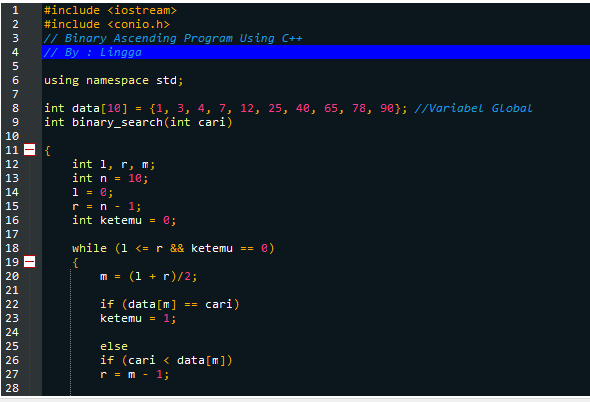 1 #include <iostream>
2 #include <conio.h>
3 // Binary Ascending Program Using C++
4 // By : Lingga
5
6 using namespace std;
7
8 int data[10] = {1, 3, 4, 7, 12, 25, 40, 65, 78, 90}; //Variabel Global
9 int binary_search(int cari)
10
11 {
12 int l, r, m;
13 int n = 10;
14 l = 0;
15 r = n - 1;
16 int ketemu = 0;
17
18 while (l <= r && ketemu == 0)
19 {
20 m = (l + r)/2;
21
22 if (data[m] == cari)
23 ketemu = 1;
24
25 else
26 if (cari < data[m])
27 r = m - 1;
28